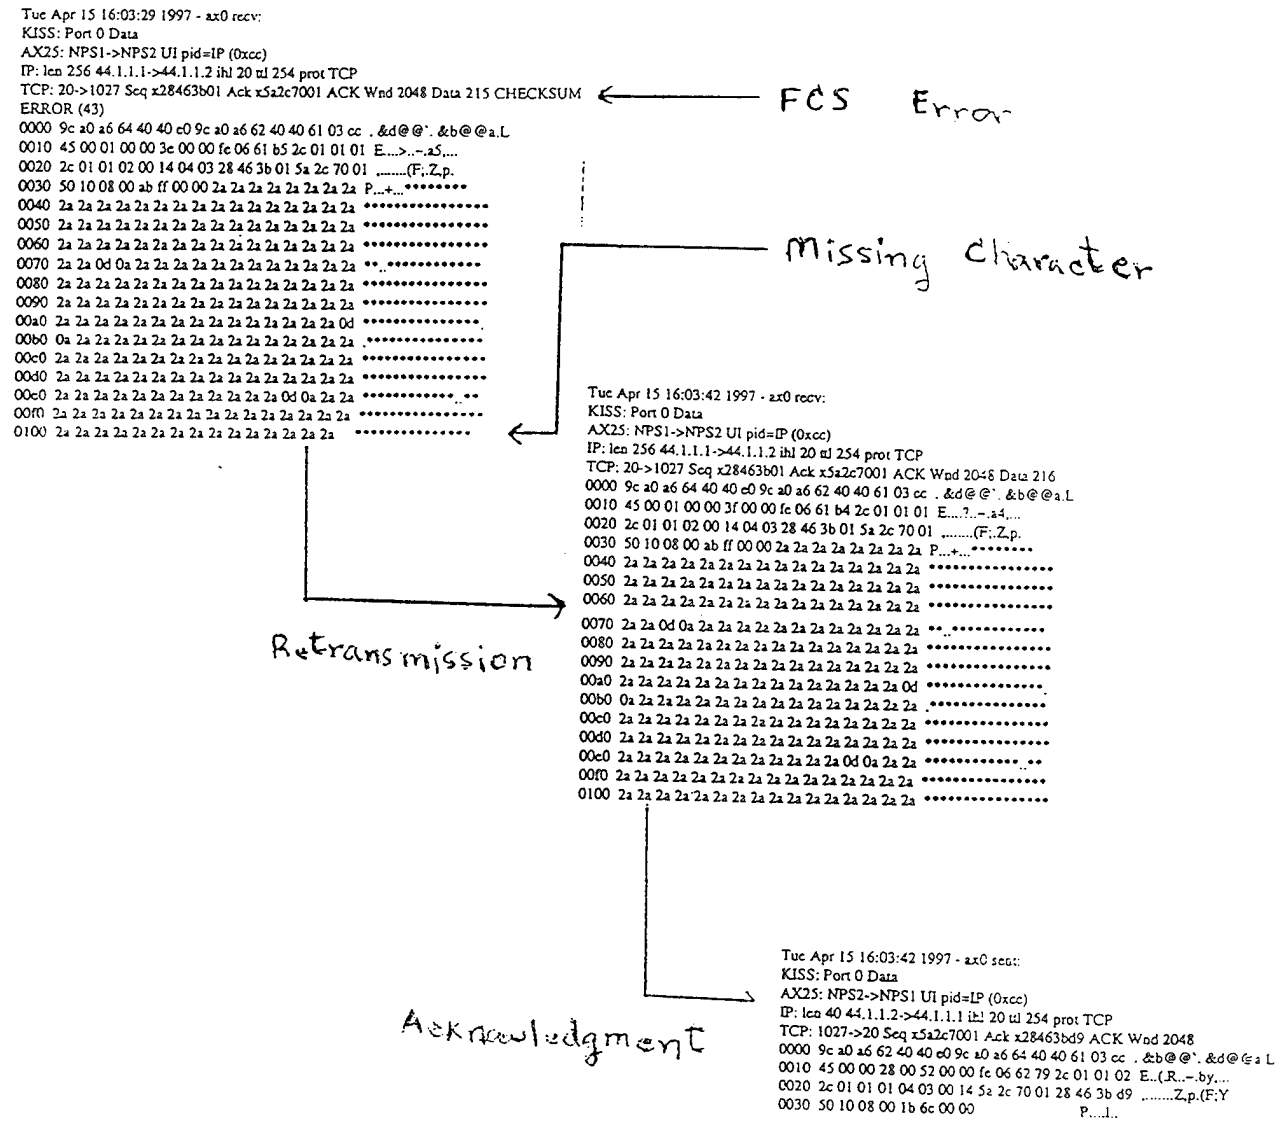 Tue Apr 15 16:03:29 1997 - ax0 recv:
KISS: Port 0 Data
AX25: NPS1->NPS2 UI pid=IP (0xcc)
IP: len 256 44.1.1.1->44.1.1.2 ihl 20 ttl 254 prot TCP
TCP: 20->1027 Seq x28463b01 Ack x5a2c7001 ACK Wnd 2048 Data 215 CHECKSUM
ERROR (43)
FCS Error
0000 9c a0 a6 64 40 40 e0 9c a0 a6 62 40 40 61 03 cc . &d@@`. &b@@a.L
0010 45 00 01 00 00 3e 00 00 fe 06 61 b5 2c 01 01 01 E....>..~.a5,...
0020 2c 01 01 02 00 14 04 03 28 46 3b 01 5a 2c 70 01 ,.......(F;.Z,p.
0030 50 10 08 00 ab ff 00 00 2a 2a 2a 2a 2a 2a 2a 2a P...+...********
0040 2a 2a 2a 2a 2a 2a 2a 2a 2a 2a 2a 2a 2a 2a 2a 2a ****************
0050 2a 2a 2a 2a 2a 2a 2a 2a 2a 2a 2a 2a 2a 2a 2a 2a ****************
0060 2a 2a 2a 2a 2a 2a 2a 2a 2a 2a 2a 2a 2a 2a 2a 2a ****************
0070 2a 2a 0d 0a 2a 2a 2a 2a 2a 2a 2a 2a 2a 2a 2a 2a **..************
0080 2a 2a 2a 2a 2a 2a 2a 2a 2a 2a 2a 2a 2a 2a 2a 2a ****************
0090 2a 2a 2a 2a 2a 2a 2a 2a 2a 2a 2a 2a 2a 2a 2a 2a ****************
00a0 2a 2a 2a 2a 2a 2a 2a 2a 2a 2a 2a 2a 2a 2a 2a 0d ***************.
00b0 0a 2a 2a 2a 2a 2a 2a 2a 2a 2a 2a 2a 2a 2a 2a 2a .***************
00c0 2a 2a 2a 2a 2a 2a 2a 2a 2a 2a 2a 2a 2a 2a 2a 2a ****************
00d0 2a 2a 2a 2a 2a 2a 2a 2a 2a 2a 2a 2a 2a 2a 2a 2a ****************
00e0 2a 2a 2a 2a 2a 2a 2a 2a 2a 2a 2a 2a 0d 0a 2a 2a ************..**
00f0 2a 2a 2a 2a 2a 2a 2a 2a 2a 2a 2a 2a 2a 2a 2a 2a ****************
0100 2a 2a 2a 2a 2a 2a 2a 2a 2a 2a 2a 2a 2a 2a 2a ***************
Missing Character
Retransmission
Tue Apr 15 16:03:42 1997 - ax0 recv:
KISS: Port 0 Data
AX25: NPS1->NPS2 UI pid=IP (0xcc)
IP: len 256 44.1.1.1->44.1.1.2 ihl 20 ttl 254 prot TCP
TCP: 20->1027 Seq x28463b01 Ack x5a2c7001 ACK Wnd 2048 Data 216
0000 9c a0 a6 64 40 40 e0 9c a0 a6 62 40 40 61 03 cc . &d@@`. &b@@a.L
0010 45 00 01 00 00 3f 00 00 fe 06 61 b4 2c 01 01 01 E....?..~.a4,...
0020 2c 01 01 02 00 14 04 03 28 46 3b 01 5a 2c 70 01 ,.......(F;.Z,p.
0030 50 10 08 00 ab ff 00 00 2a 2a 2a 2a 2a 2a 2a 2a P...+...********
0040 2a 2a 2a 2a 2a 2a 2a 2a 2a 2a 2a 2a 2a 2a 2a 2a ****************
0050 2a 2a 2a 2a 2a 2a 2a 2a 2a 2a 2a 2a 2a 2a 2a 2a ****************
0060 2a 2a 2a 2a 2a 2a 2a 2a 2a 2a 2a 2a 2a 2a 2a 2a ****************
0070 2a 2a 0d 0a 2a 2a 2a 2a 2a 2a 2a 2a 2a 2a 2a 2a **..************
0080 2a 2a 2a 2a 2a 2a 2a 2a 2a 2a 2a 2a 2a 2a 2a 2a ****************
0090 2a 2a 2a 2a 2a 2a 2a 2a 2a 2a 2a 2a 2a 2a 2a 2a ****************
00a0 2a 2a 2a 2a 2a 2a 2a 2a 2a 2a 2a 2a 2a 2a 2a 0d ***************.
00b0 0a 2a 2a 2a 2a 2a 2a 2a 2a 2a 2a 2a 2a 2a 2a 2a .***************
00c0 2a 2a 2a 2a 2a 2a 2a 2a 2a 2a 2a 2a 2a 2a 2a 2a ****************
00d0 2a 2a 2a 2a 2a 2a 2a 2a 2a 2a 2a 2a 2a 2a 2a 2a ****************
00e0 2a 2a 2a 2a 2a 2a 2a 2a 2a 2a 2a 2a 0d 0a 2a 2a ************..**
00f0 2a 2a 2a 2a 2a 2a 2a 2a 2a 2a 2a 2a 2a 2a 2a 2a ****************
0100 2a 2a 2a 2a 2a 2a 2a 2a 2a 2a 2a 2a 2a 2a 2a 2a ****************
Acknowledgment
Tue Apr 15 16:03:42 1997 - ax0 sent:
KISS: Port 0 Data
AX25: NPS2->NPS1 UI pid=IP (0xcc)
IP: len 40 44.1.1.2->44.1.1.1 ihl 20 ttl 254 prot TCP
TCP: 1027->20 Seq x5a2c7001 Ack x28463bd9 ACK Wnd 2048
0000 9c a0 a6 62 40 40 e0 9c a0 a6 64 40 40 61 03 cc . &b@@`. &d@@a L
0010 45 00 00 28 00 52 00 00 fe 06 62 79 2c 01 01 02 E..(.R..~.by,...
0020 2c 01 01 01 04 03 00 14 5a 2c 70 01 28 46 3b d9 ,.......Z,p.(F;Y
0030 50 10 08 00 1b 6c 00 00 P....l..